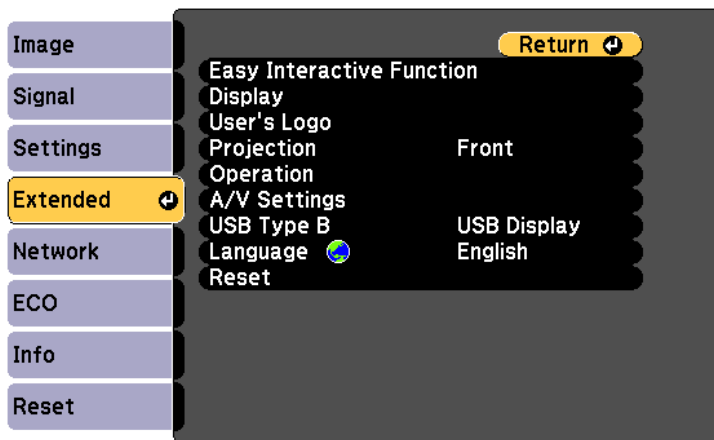 Image
Signal
Settings
Extended
Network
ECO
Info
Reset
Return
Easy Interactive Function
Display
User's Logo
Projection Front
Operation
A/V Settings
USB Type B USB Display
Language English
Reset